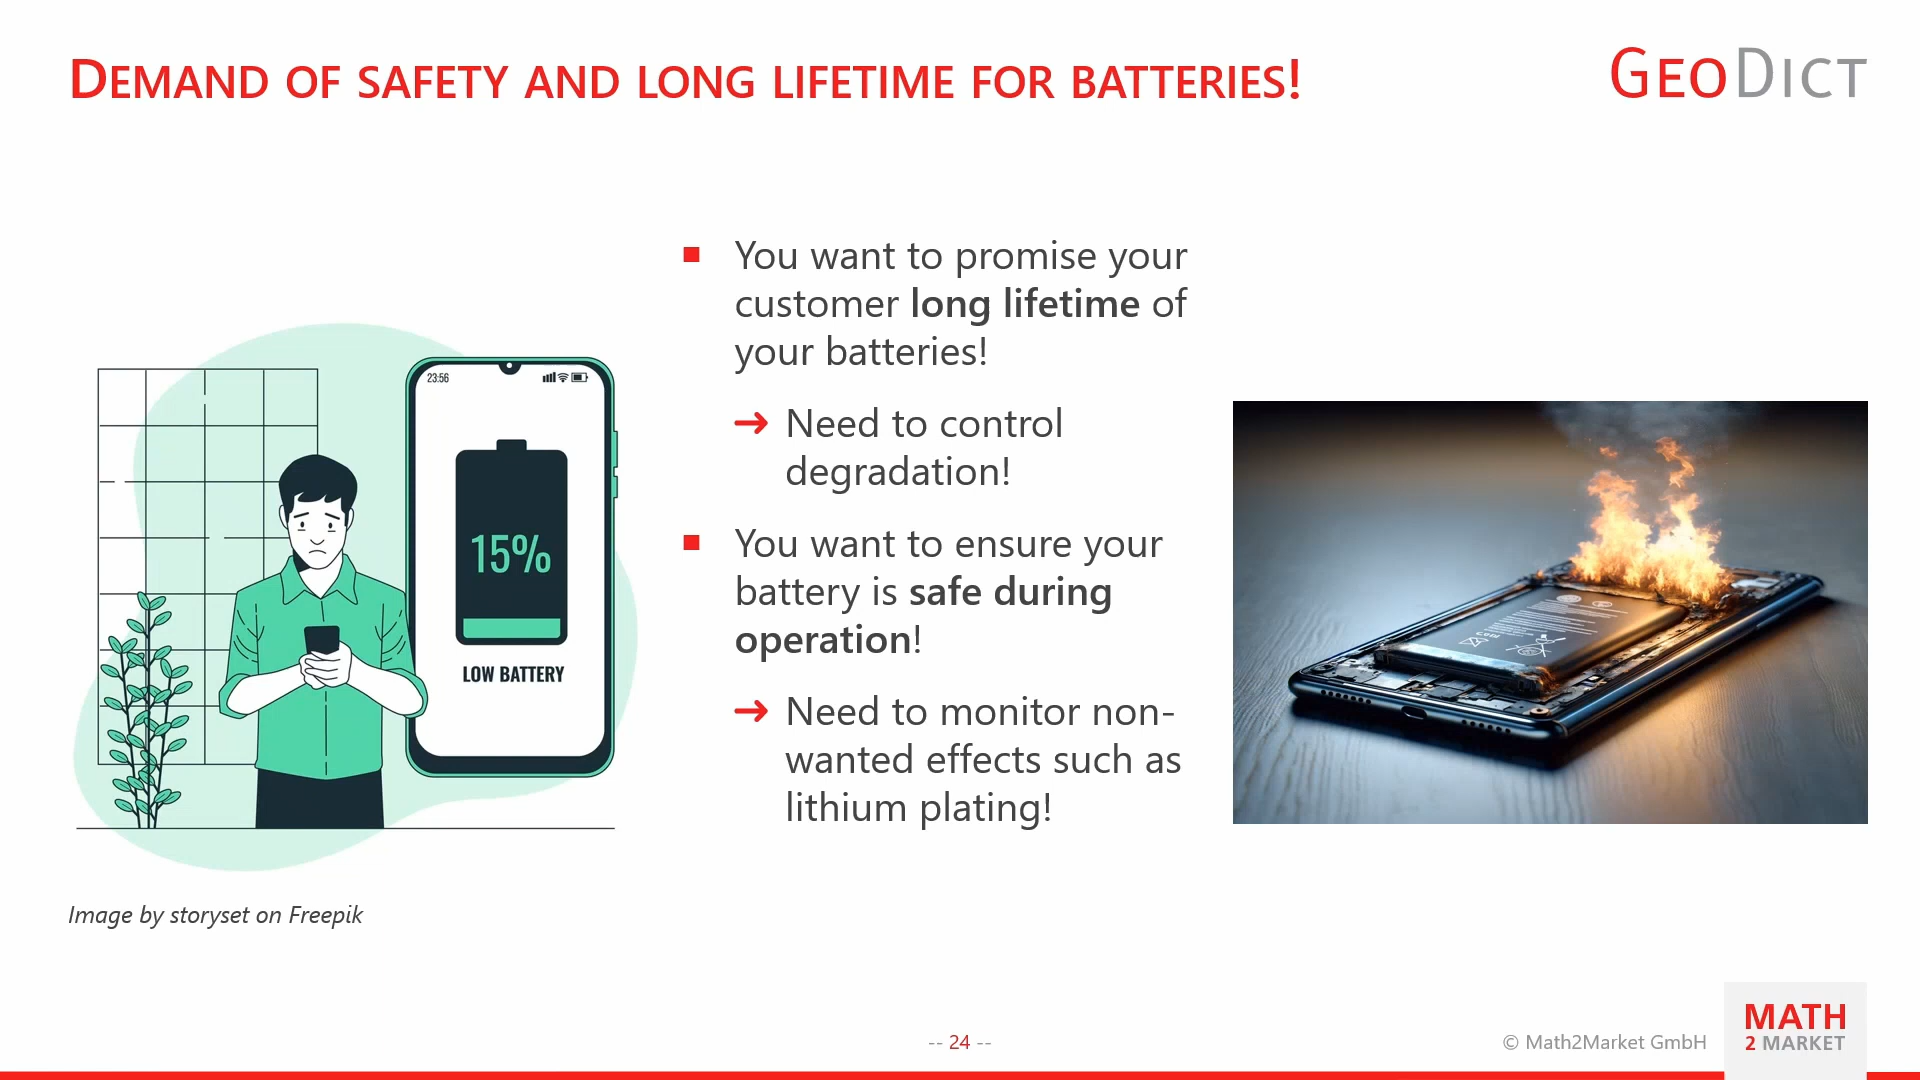 DEMAND OF SAFETY AND LONG LIFETIME FOR BATTERIES!
GEODICT
You want to promise your
customer long lifetime of
your batteries!
Need to control
degradation!
You want to ensure your
battery is safe during
operation!
Need to monitor non-
wanted effects such as
lithium plating!
23:56
15%
LOW BATTERY
Image by storyset on Freepik
-- 24 --
© Math2Market GmbH
MATH
2 MARKET